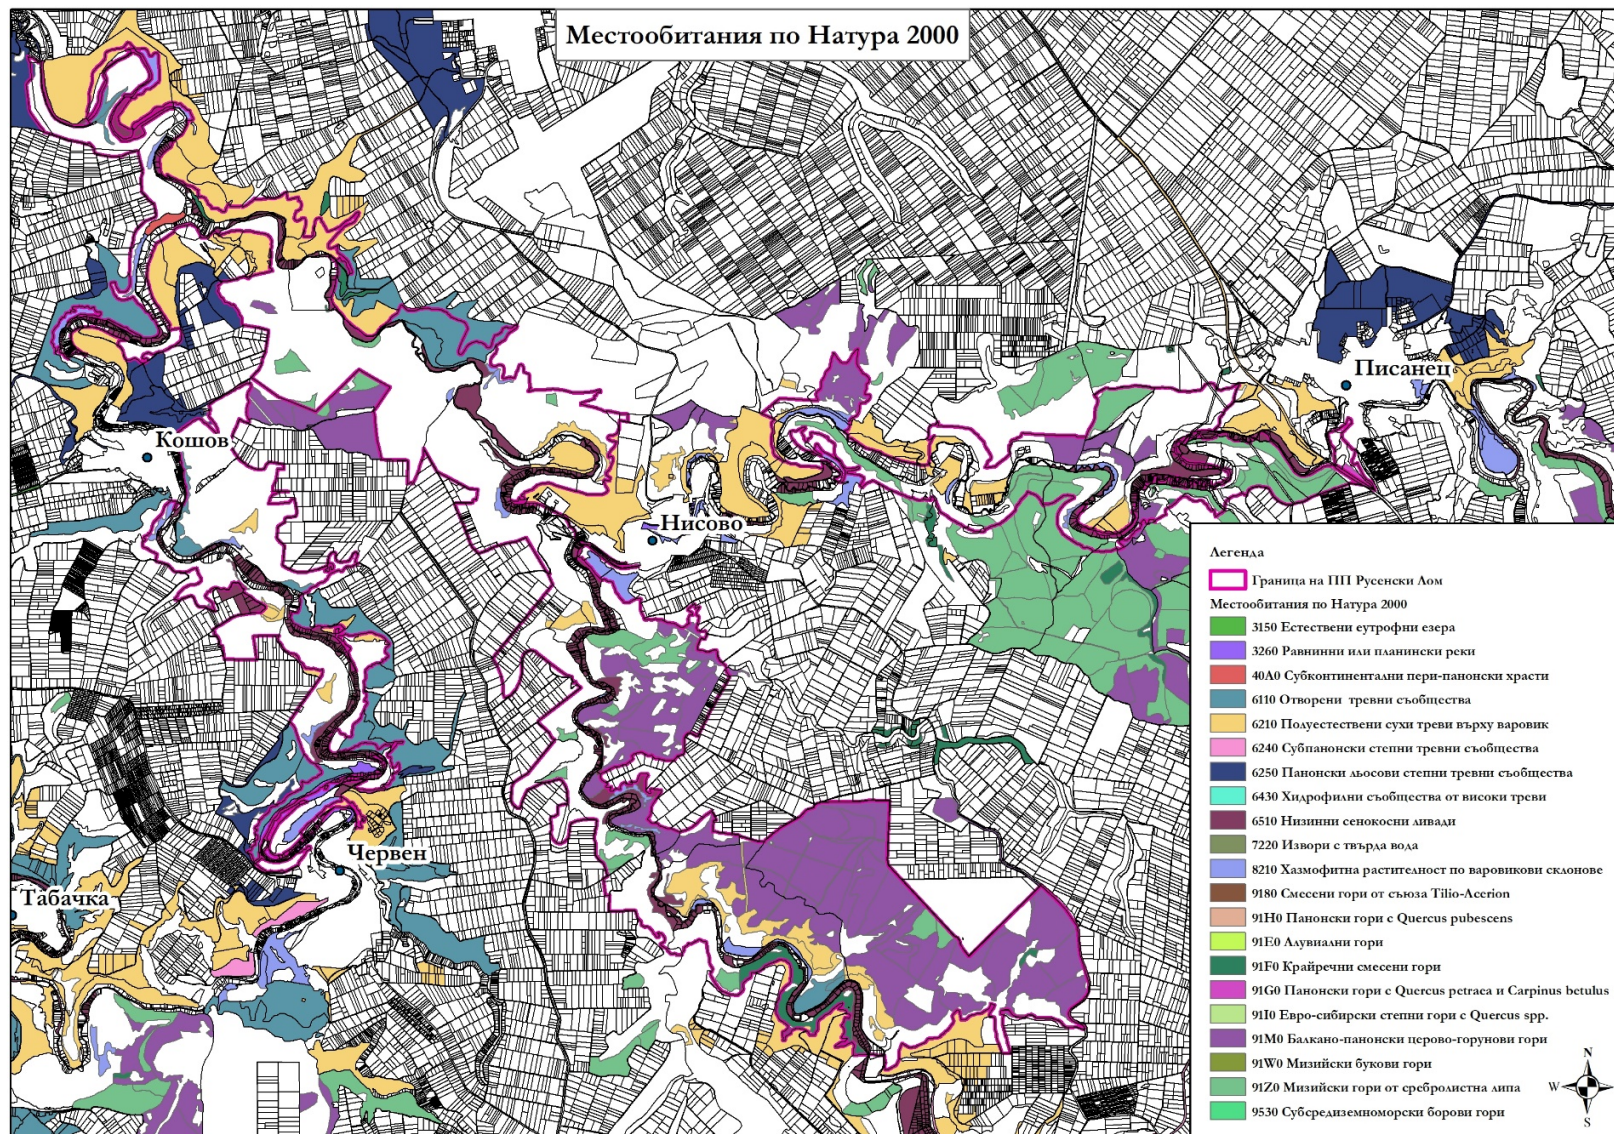 Местообитания по Натура 2000
Писанец
Кошов
Нисово
Червен
Табачка
Легенда
Граница на ПП Русенски Лом
Местообитания по Натура 2000
3150 Естествени еутрофни езера
3260 Равнинни или планински реки
40A0 Субконтинентални пери-панонски храсти
6110 Отворени тревни съобщества
6210 Полуестествени сухи треви върху варовик
6240 Субпанонски степни тревни съобщества
6250 Панонски льосови степни тревни съобщества
6430 Хидрофилни съобщества от високи треви
6510 Низинни сенокосни ливади
7220 Извори с твърда вода
8210 Хазмофитна растителност по варовикови склонове
9180 Смесени гори от съюза Tilio-Acerion
91H0 Панонски гори с Quercus pubescens
91E0 Алувиални гори
91F0 Крайречни смесени гори
91G0 Панонски гори с Quercus petraea и Carpinus betulus
91I0 Евро-сибирски степни гори с Quercus spp.
91M0 Балкано-панонски церово-горунови гори
91W0 Мизийски букови гори
91Z0 Мизийски гори от сребролистна липа
9530 Субсредиземноморски борови гори
N
W E
S